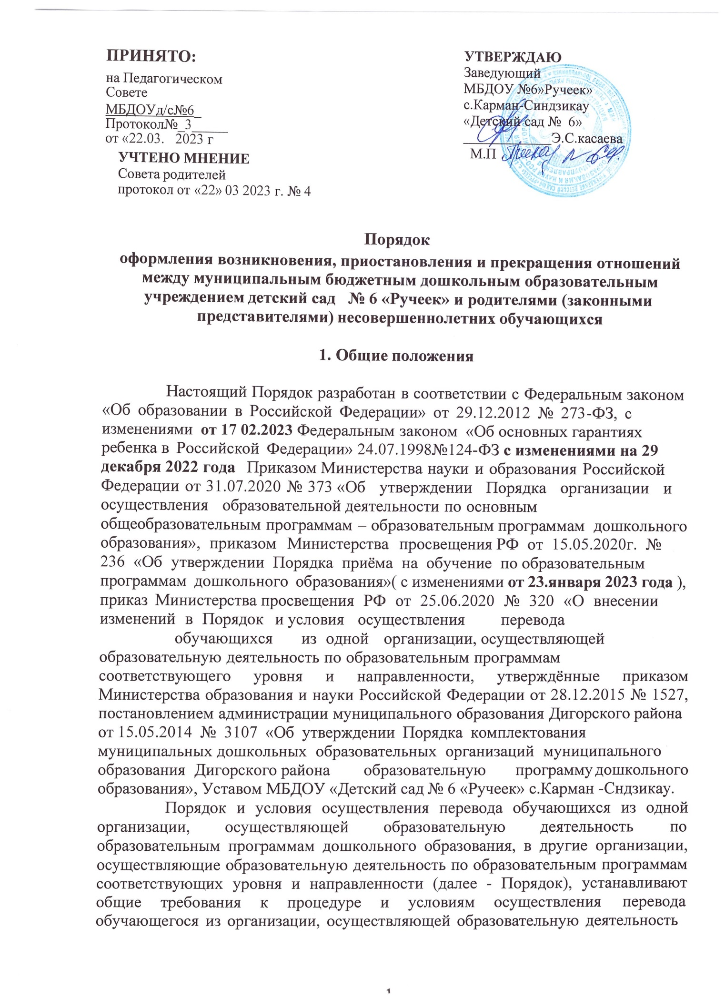 ПРИНЯТО:
на Педагогическом
Совете
МБДОУд/с№6_
Протокол№_3_____
от «22.03. 2023 г
УЧТЕНО МНЕНИЕ
Совета родителей
протокол от «22» 03 2023 г. № 4
УТВЕРЖДАЮ
Заведующий
МБДОУ №6»Ручеек»
с.Карман-Синдзикау
«Детский сад № 6»
____________Э.С.касаева
М.П
Порядок
оформления возникновения, приостановления и прекращения отношений
между муниципальным бюджетным дошкольным образовательным
учреждением детский сад № 6 «Ручеек» и родителями (законными
представителями) несовершеннолетних обучающихся
1. Общие положения
Настоящий Порядок разработан в соответствии с Федеральным законом
«Об образовании в Российской Федерации» от 29.12.2012 № 273-ФЗ, с
изменениями от 17 02.2023 Федеральным законом «Об основных гарантиях
ребенка в Российской Федерации» 24.07.1998№124-ФЗ с изменениями на 29
декабря 2022 года Приказом Министерства науки и образования Российской
Федерации от 31.07.2020 № 373 «Об утверждении Порядка организации и
осуществления образовательной деятельности по основным
общеобразовательным программам – образовательным программам дошкольного
образования», приказом Министерства просвещения РФ от 15.05.2020г. №
236 «Об утверждении Порядка приёма на обучение по образовательным
программам дошкольного образования»( с изменениями от 23.января 2023 года ),
приказ Министерства просвещения РФ от 25.06.2020 № 320 «О внесении
изменений в Порядок и условия осуществления перевода
обучающихся из одной организации, осуществляющей
образовательную деятельность по образовательным программам
соответствующего уровня и направленности, утверждённые приказом
Министерства образования и науки Российской Федерации от 28.12.2015 № 1527,
постановлением администрации муниципального образования Дигорского района
от 15.05.2014 № 3107 «Об утверждении Порядка комплектования
муниципальных дошкольных образовательных организаций муниципального
образования Дигорского района образовательную программу дошкольного
образования», Уставом МБДОУ «Детский сад № 6 «Ручеек» с.Карман -Сндзикау.
Порядок и условия осуществления перевода обучающихся из одной
организации, осуществляющей образовательную деятельность по
образовательным программам дошкольного образования, в другие организации,
осуществляющие образовательную деятельность по образовательным программам
соответствующих уровня и направленности (далее - Порядок), устанавливают
общие требования к процедуре и условиям осуществления перевода
обучающегося из организации, осуществляющей образовательную деятельность
1